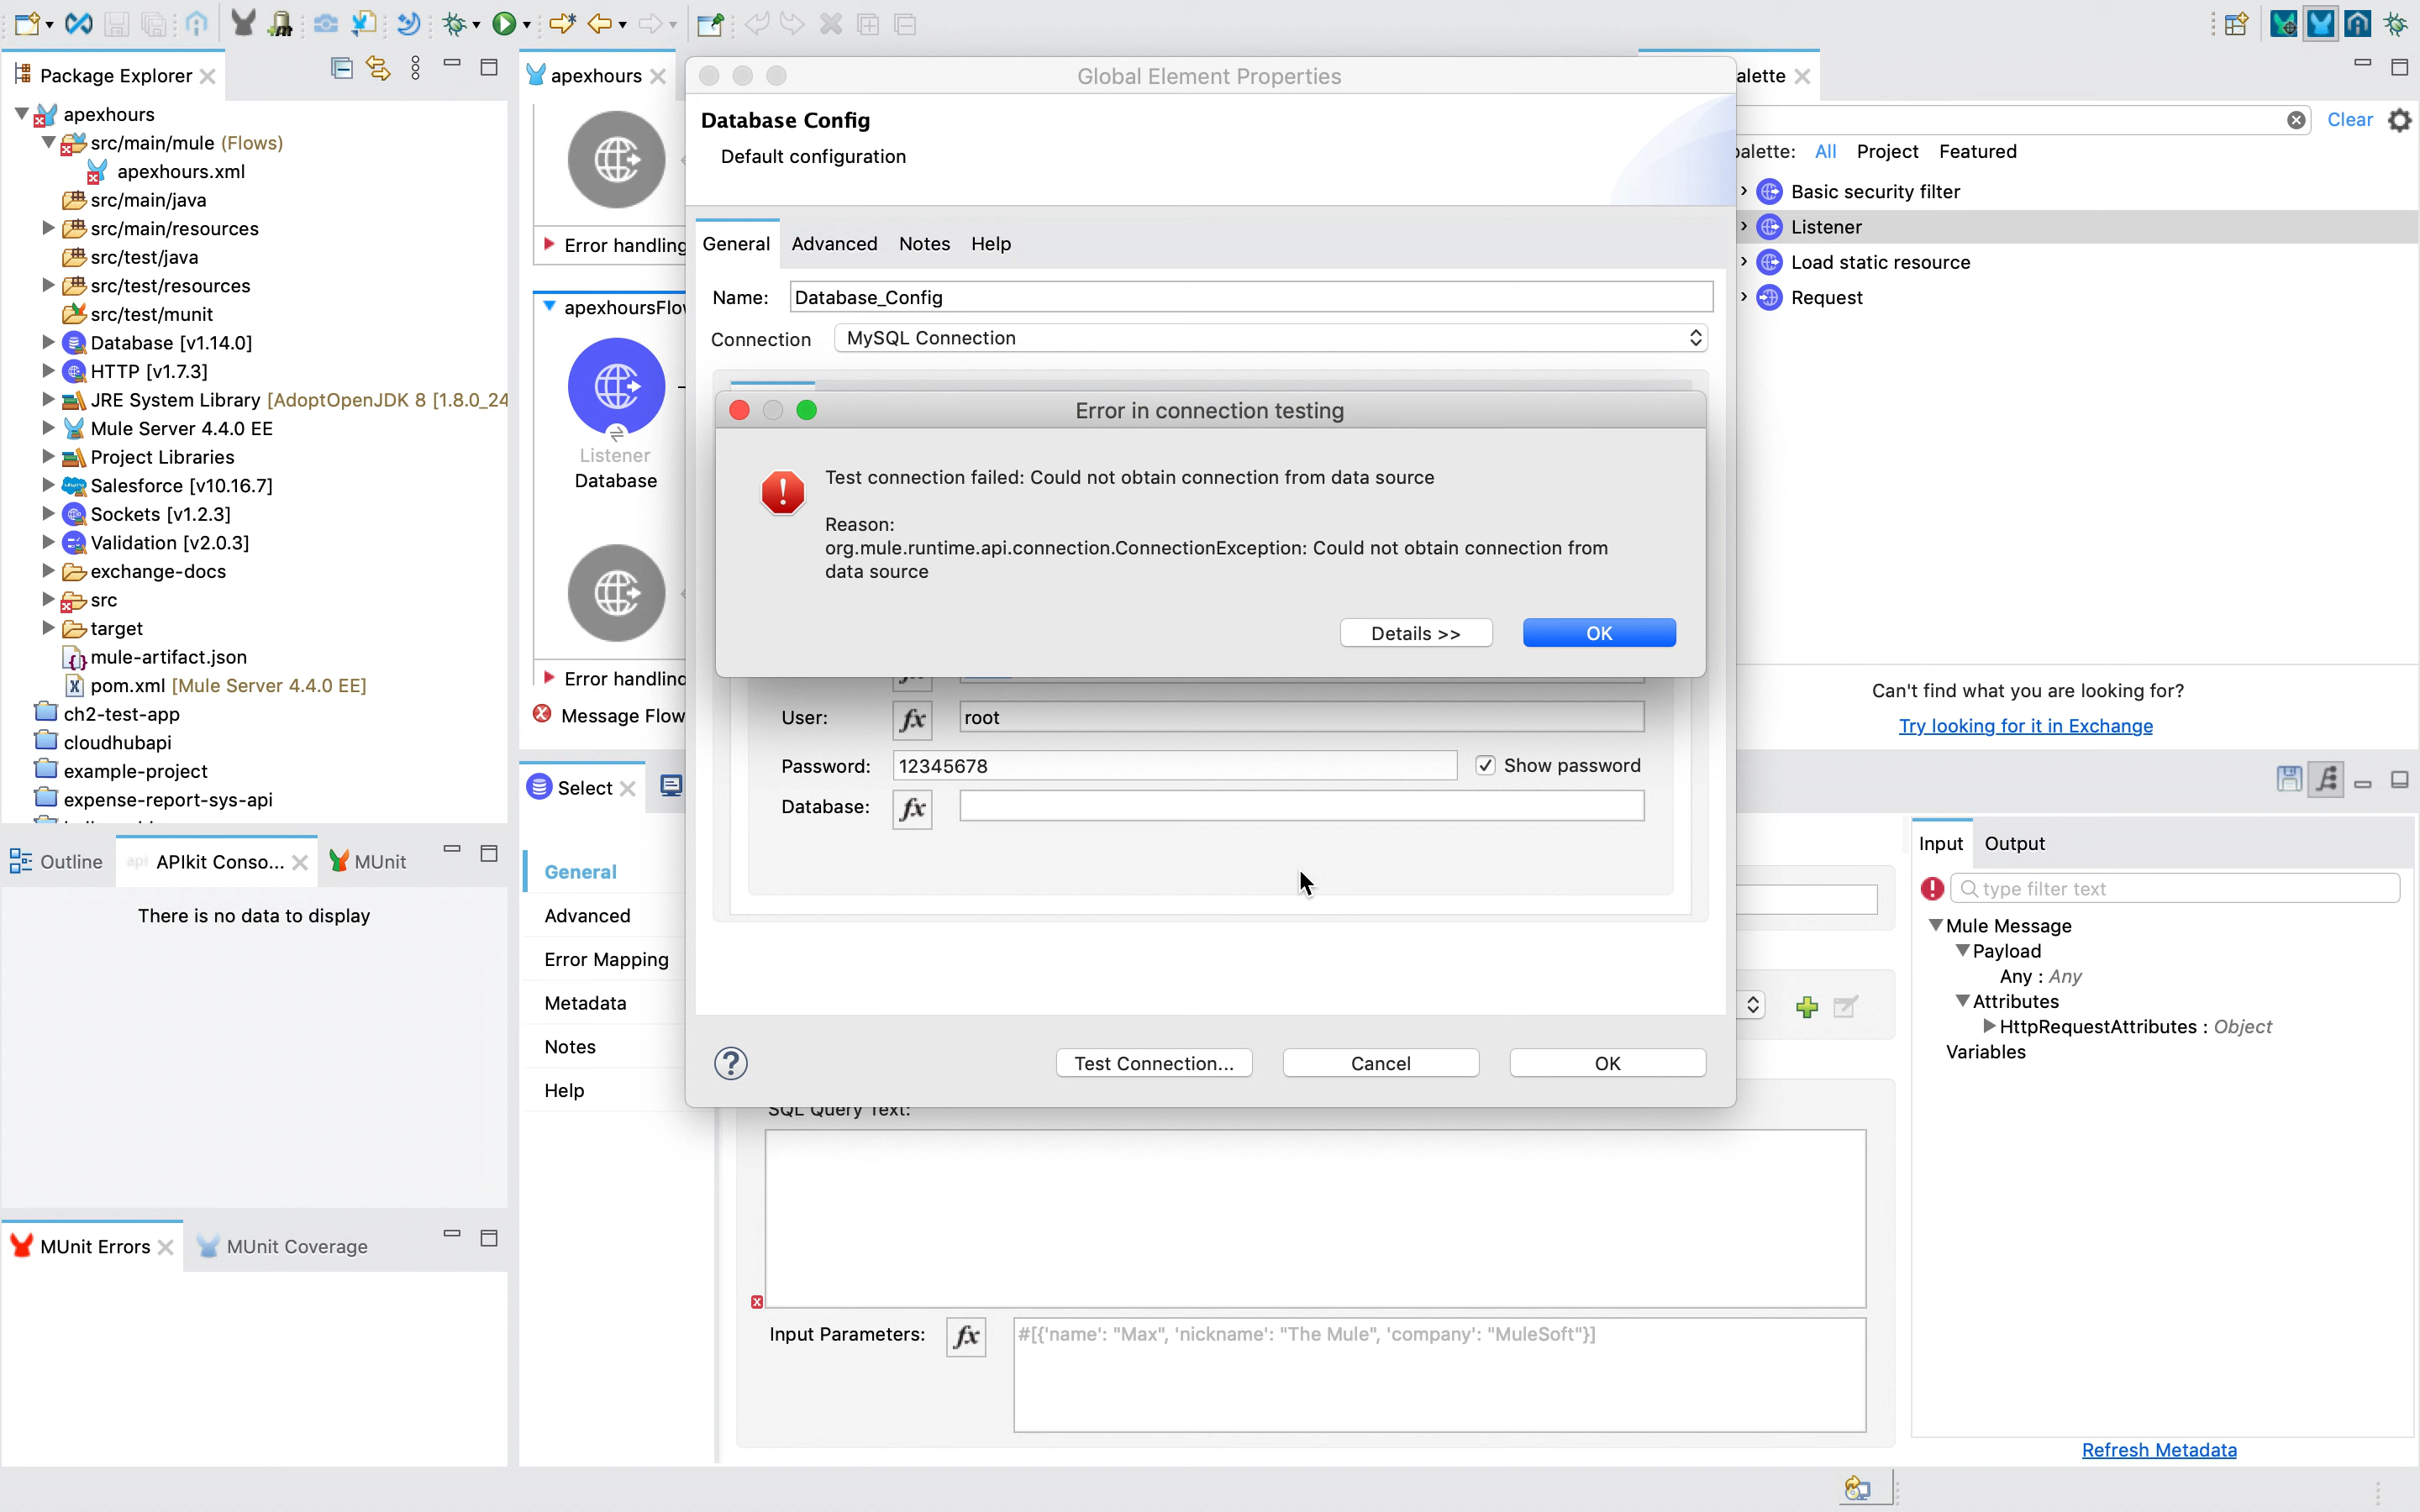 Package Explorer
apexhours
src/main/mule (Flows)
apexhours.xml
src/main/java
src/main/resources
src/test/java
src/test/resources
src/test/munit
Database [v1.14.0]
HTTP [v1.7.3]
JRE System Library [AdoptOpenJDK 8 [1.8.0_24
Mule Server 4.4.0 EE
Project Libraries
Salesforce [v10.16.7]
Sockets [v1.2.3]
Validation [v2.0.3]
exchange-docs
src
target
mule-artifact.json
pom.xml [Mule Server 4.4.0 EE]
ch2-test-app
cloudhubapi
example-project
expense-report-sys-api
Outline
api
APIkit Conso...
MUnit
There is no data to display
MUnit Errors
MUnit Coverage
apexhours
Error handling
apexhoursFlow
Listener
Database
Error handling
Message Flow
Select
General
Advanced
Error Mapping
Metadata
Notes
Help
Global Element Properties
Database Config
Default configuration
General
Advanced
Notes
Help
Name:
Database_Config
Connection
MySQL Connection
Error in connection testing
Test connection failed: Could not obtain connection from data source
Reason:
org.mule.runtime.api.connection.ConnectionException: Could not obtain connection from
data source
Details >>
OK
User:
fx
root
Password:
12345678
Show password
Database:
fx
?
Test Connection...
Cancel
OK
SQL Query Text:
Input Parameters:
fx
#[{'name': "Max", 'nickname': "The Mule", 'company': "MuleSoft"}]
alette
Clear
alette:
All
Project
Featured
Basic security filter
Listener
Load static resource
Request
Can't find what you are looking for?
Try looking for it in Exchange
Input
Output
type filter text
Mule Message
Payload
Any : Any
Attributes
HttpRequestAttributes : Object
Variables
Refresh Metadata